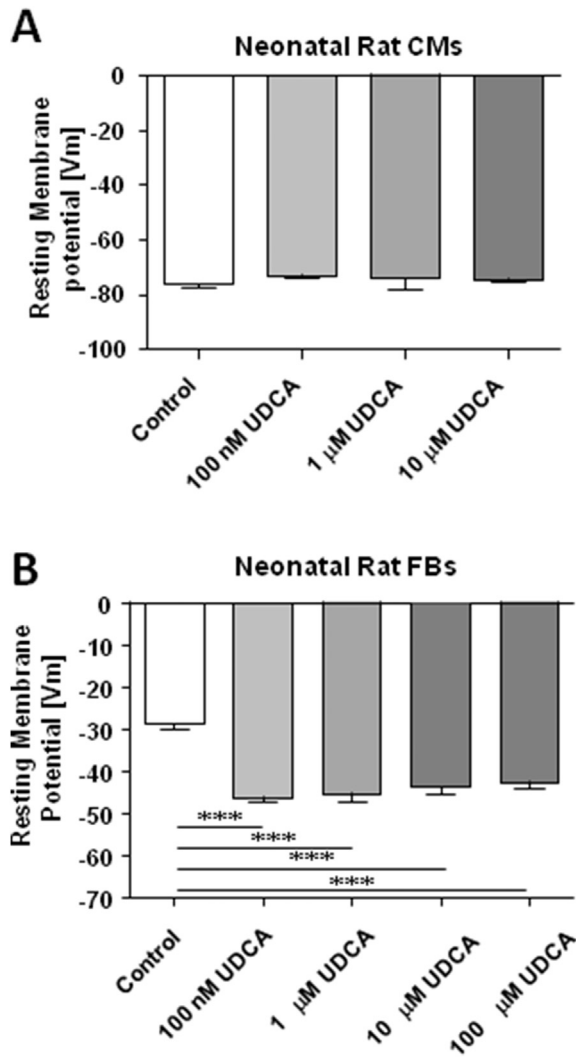 A
Neonatal Rat CMs
Resting Membrane
potential [Vm]
0
-20
-40
-60
-80
-100
Control
100 nM UDCA
1 µM UDCA
10 µM UDCA
B
Neonatal Rat FBs
Resting Membrane
Potential [Vm]
0
-10
-20
-30
-40
-50
-60
-70
***
***
***
***
Control
100 nM UDCA
1 µM UDCA
10 µM UDCA
100 µM UDCA